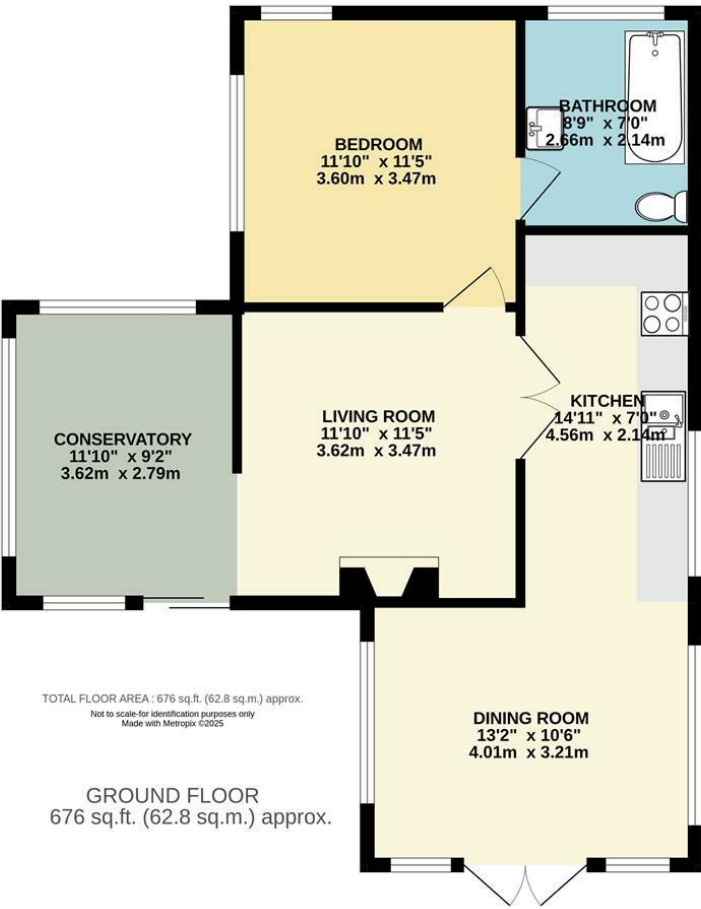 BEDROOM
11'10" x 11'5"
3.60m x 3.47m
BATHROOM
8'9" x 7'0"
2.66m x 2.14m
CONSERVATORY
11'10" x 9'2"
3.62m x 2.79m
LIVING ROOM
11'10" x 11'5"
3.62m x 3.47m
KITCHEN
14'11" x 7'0"
4.56m x 2.14m
DINING ROOM
13'2" x 10'6"
4.01m x 3.21m
TOTAL FLOOR AREA : 676 sq.ft. (62.8 sq.m.) approx.
Not to scale-for identification purposes only
Made with Metropix ©2025
GROUND FLOOR
676 sq.ft. (62.8 sq.m.) approx.